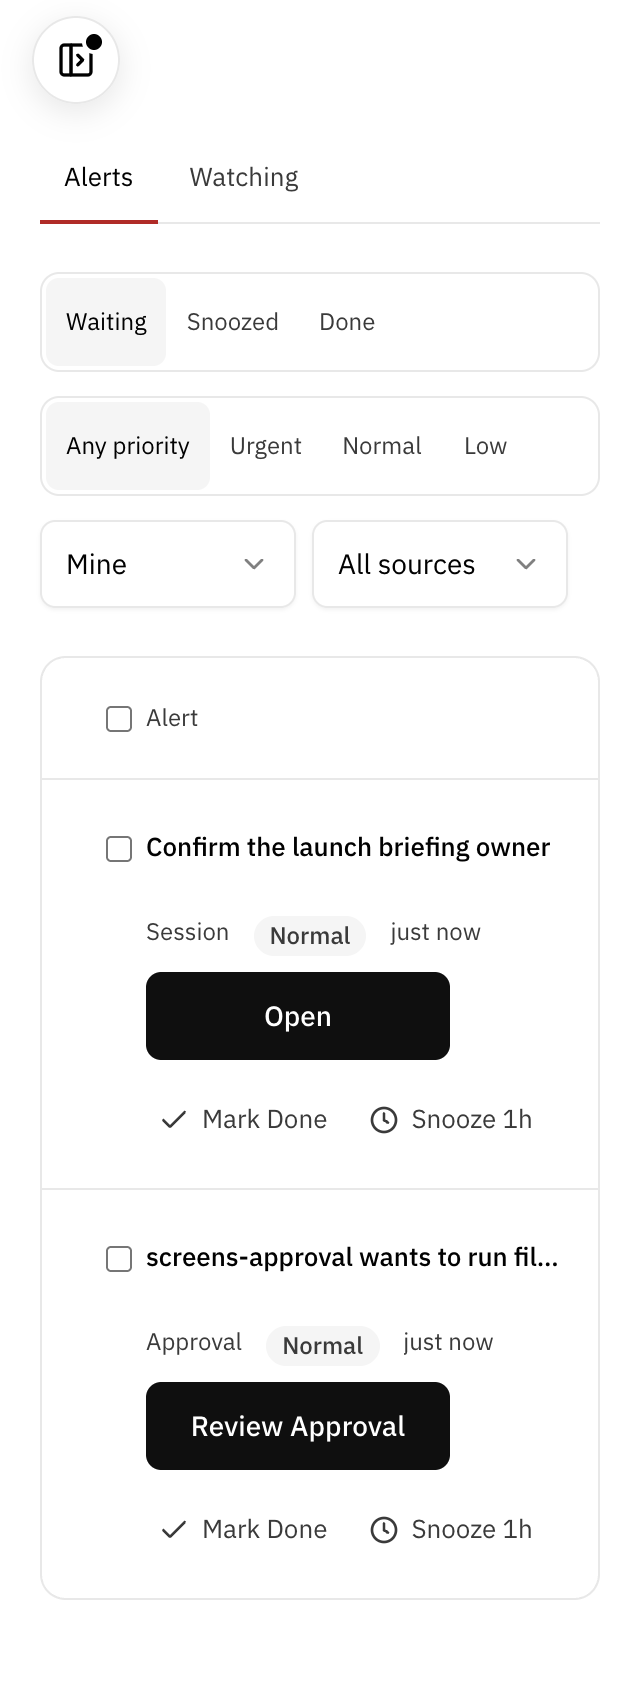 Alerts Watching
Waiting Snoozed Done
Any priority Urgent Normal Low
Mine All sources
Alert
Confirm the launch briefing owner
Session Normal just now
Open
Mark Done Snooze 1h
screens-approval wants to run fil...
Approval Normal just now
Review Approval
Mark Done Snooze 1h